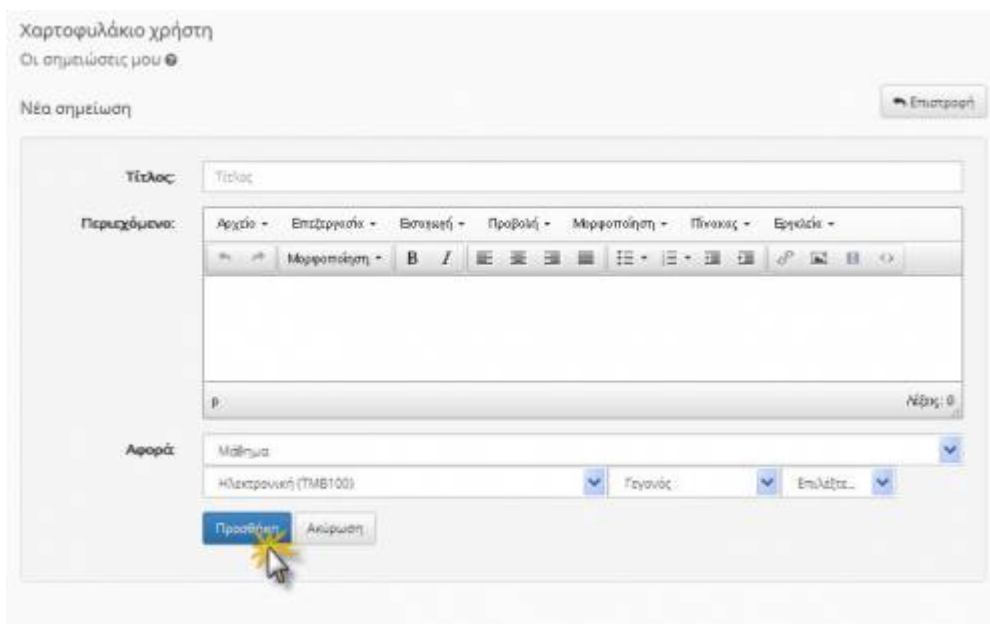 Χαρτοφυλάκιο χρήστη
Οι σημειώσεις μου
Νέα σημείωση
Επιστροφή
Τίτλος:
Τίτλος
Περιεχόμενο:
Αρχείο Επεξεργασία Εισαγωγή Προβολή Μορφοποίηση Πίνακας Εργαλεία
Μορφοποίηση B I
p Λέξεις: 0
Αφορά:
Μάθημα
Ηλεκτρονική (TMB100) Γεγονός Επιλέξτε...
Προσθήκη Ακύρωση